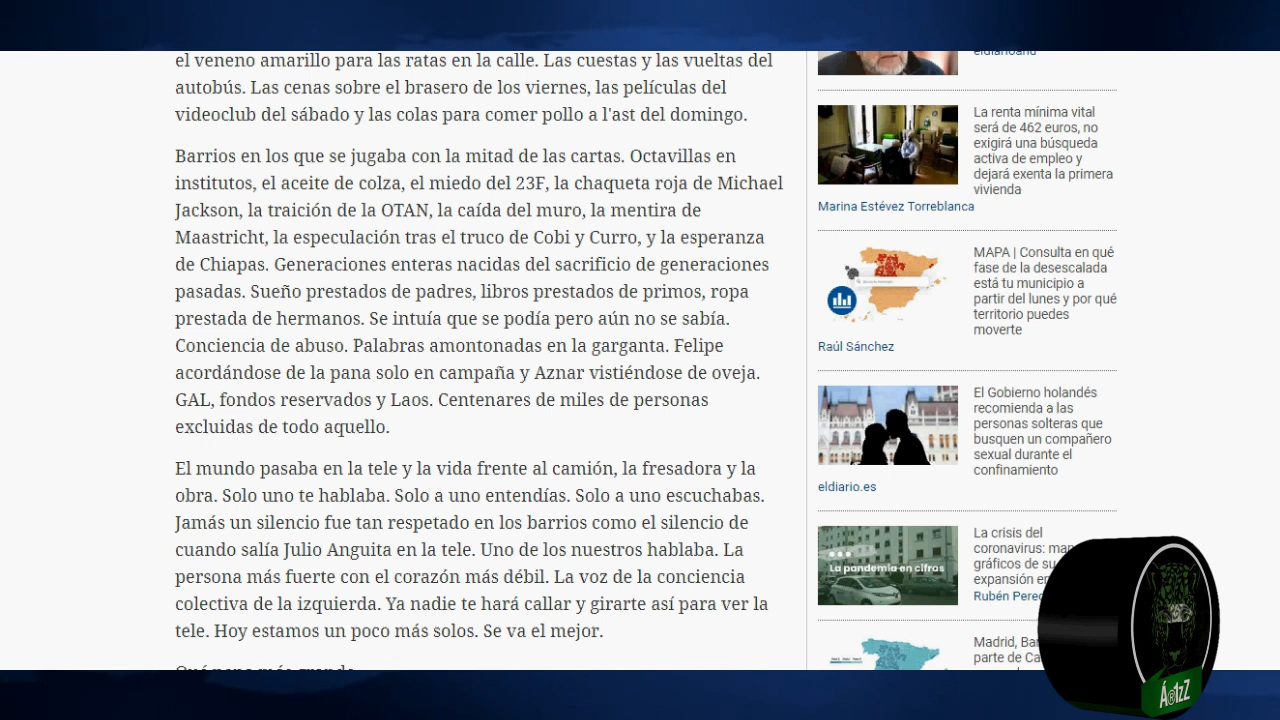 el veneno amarillo para las ratas en la calle. Las cuestas y las vueltas del
autobús. Las cenas sobre el brasero de los viernes, las películas del
videoclub del sábado y las colas para comer pollo a l'ast del domingo.
Barrios en los que se jugaba con la mitad de las cartas. Octavillas en
institutos, el aceite de colza, el miedo del 23F, la chaqueta roja de Michael
Jackson, la traición de la OTAN, la caída del muro, la mentira de
Maastricht, la especulación tras el truco de Cobi y Curro, y la esperanza
de Chiapas. Generaciones enteras nacidas del sacrificio de generaciones
pasadas. Sueño prestados de padres, libros prestados de primos, ropa
prestada de hermanos. Se intuía que se podía pero aún no se sabía.
Conciencia de abuso. Palabras amontonadas en la garganta. Felipe
acordándose de la pana solo en campaña y Aznar vistiéndose de oveja.
GAL, fondos reservados y Laos. Centenares de miles de personas
excluidas de todo aquello.
El mundo pasaba en la tele y la vida frente al camión, la fresadora y la
obra. Solo uno te hablaba. Solo a uno entendías. Solo a uno escuchabas.
Jamás un silencio fue tan respetado en los barrios como el silencio de
cuando salía Julio Anguita en la tele. Uno de los nuestros hablaba. La
persona más fuerte con el corazón más débil. La voz de la conciencia
colectiva de la izquierda. Ya nadie te hará callar y girarte así para ver la
tele. Hoy estamos un poco más solos. Se va el mejor.
La renta mínima vital
será de 462 euros, no
exigirá una búsqueda
activa de empleo y
dejará exenta la primera
vivienda
Marina Estévez Torreblanca
MAPA | Consulta en qué
fase de la desescalada
está tu municipio a
partir del lunes y por qué
territorio puedes
moverte
Raúl Sánchez
El Gobierno holandés
recomienda a las
personas solteras que
busquen un compañero
sexual durante el
confinamiento
eldiario.es
La pandemia en cifras
La crisis del
coronavirus:
gráficos de su
expansión
Rubén
Madrid,
parte de
Á®tzZ